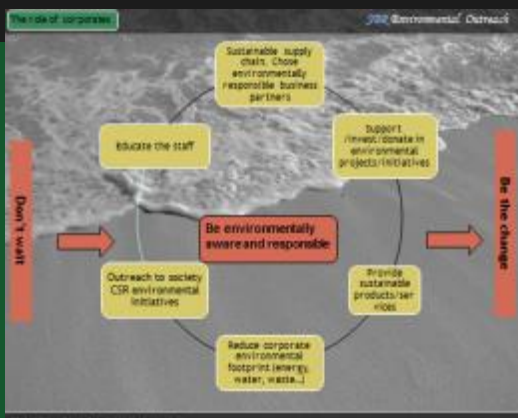 The role of corporates
Environmental Outreach
Sustainable supply
chain. Chose
environmentally
responsible business
partners
Educate the staff
Support
/invest/donate in
environmental
projects/initiatives
Don't wait
Be environmentally
aware and responsible
Be the change
Outreach to society
CSR environmental
initiatives
Provide
sustainable
products/ser
vices
Reduce corporate
environmental
footprint (energy,
water, waste...)